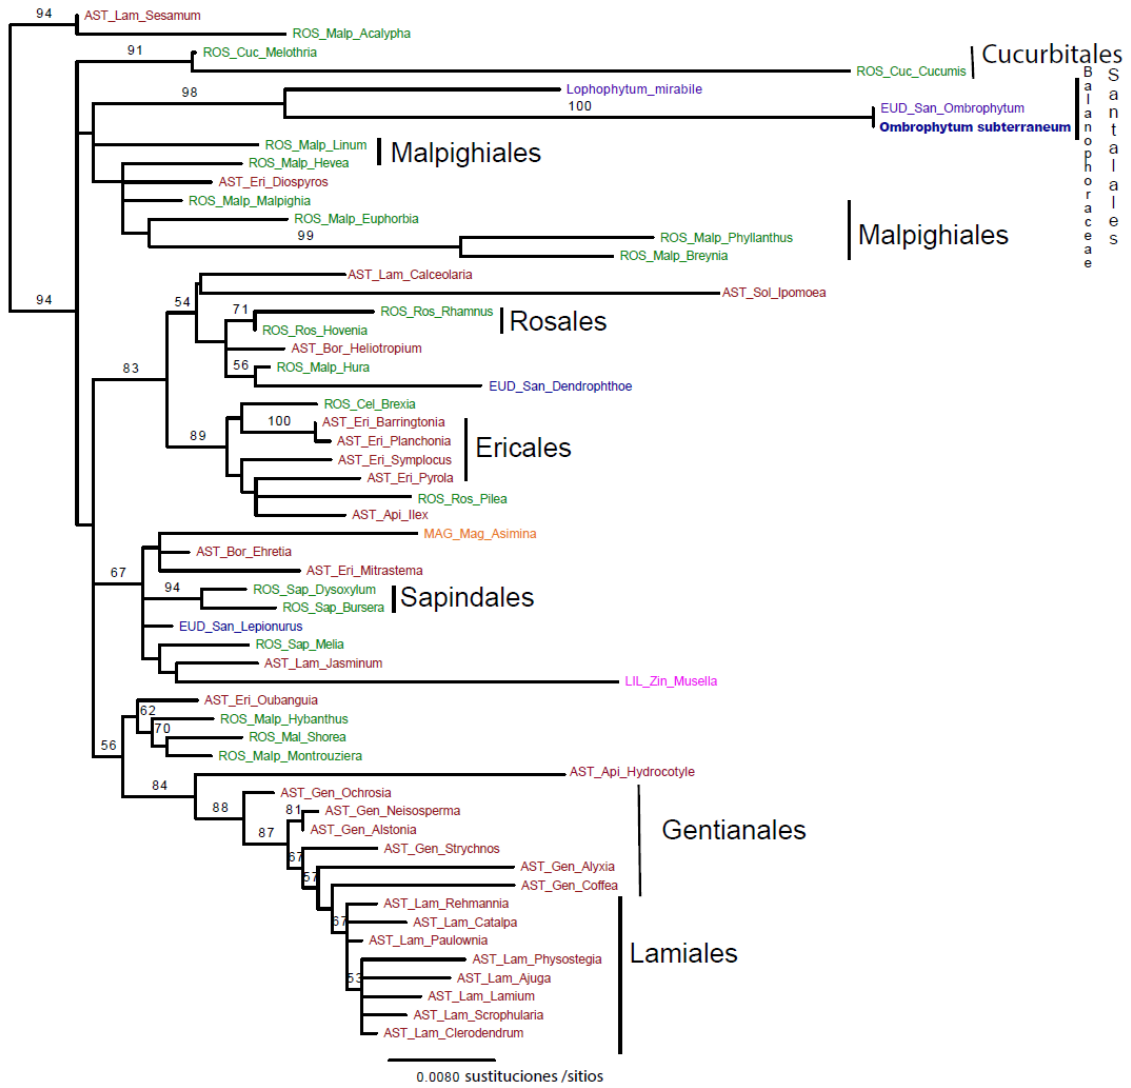 94
AST_Lam_Sesamum
ROS_Malp_Acalypha
91
ROS_Cuc_Melothria
Cucurbitales
ROS_Cuc_Cucumis
98
Lophophytum_mirabile
100
EUD_San_Ombrophytum
Ombrophytum subterraneum
Balanophoraceae
Santalales
ROS_Malp_Linum
Malpighiales
ROS_Malp_Hevea
AST_Eri_Diospyros
ROS_Malp_Malpighia
ROS_Malp_Euphorbia
99
ROS_Malp_Phyllanthus
Malpighiales
ROS_Malp_Breynia
94
AST_Lam_Calceolaria
54
AST_Sol_Ipomoea
71
ROS_Ros_Rhamnus
Rosales
ROS_Ros_Hovenia
AST_Bor_Heliotropium
83
56
ROS_Malp_Hura
EUD_San_Dendrophthoe
ROS_Cel_Brexia
100
AST_Eri_Barringtonia
89
AST_Eri_Planchonia
Ericales
AST_Eri_Symplocus
AST_Eri_Pyrola
ROS_Ros_Pilea
AST_Api_Ilex
MAG_Mag_Asimina
AST_Bor_Ehretia
67
AST_Eri_Mitrastema
94
ROS_Sap_Dysoxylum
Sapindales
ROS_Sap_Bursera
EUD_San_Lepionurus
ROS_Sap_Melia
AST_Lam_Jasminum
LIL_Zin_Musella
AST_Eri_Oubanguia
62
ROS_Malp_Hybanthus
70
ROS_Mal_Shorea
56
ROS_Malp_Montrouziera
AST_Api_Hydrocotyle
84
AST_Gen_Ochrosia
88
81
AST_Gen_Neisosperma
87
AST_Gen_Alstonia
Gentianales
67
AST_Gen_Strychnos
57
AST_Gen_Alyxia
AST_Gen_Coffea
AST_Lam_Rehmannia
67
AST_Lam_Catalpa
AST_Lam_Paulownia
Lamiales
AST_Lam_Physostegia
53
AST_Lam_Ajuga
AST_Lam_Lamium
AST_Lam_Scrophularia
AST_Lam_Clerodendrum
0.0080 sustituciones /sitios